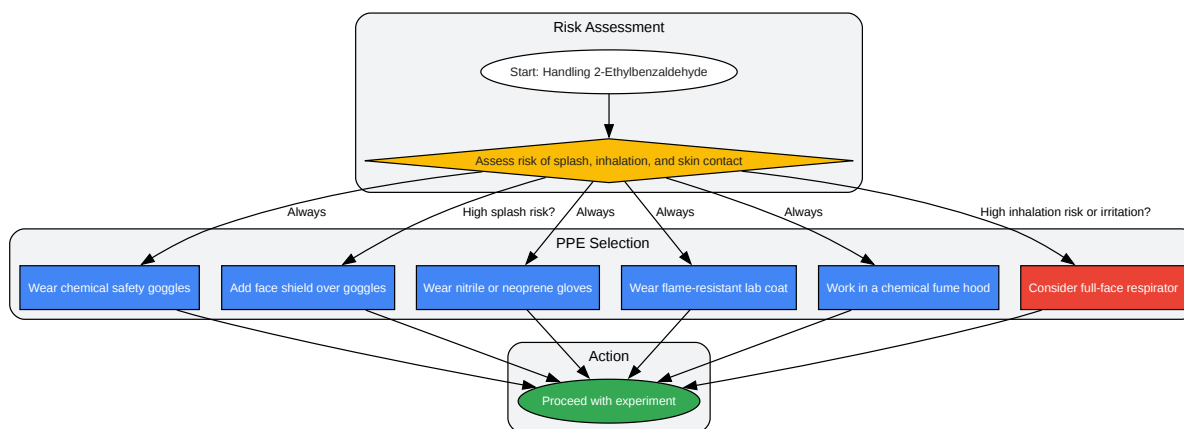 Risk Assessment
Start: Handling 2-Ethylbenzaldehyde
Assess risk of splash, inhalation, and skin contact
Always
High splash risk?
Always
Always
Always
High inhalation risk or irritation?
PPE Selection
Wear chemical safety goggles
Add face shield over goggles
Wear nitrile or neoprene gloves
Wear flame-resistant lab coat
Work in a chemical fume hood
Consider full-face respirator
Action
Proceed with experiment